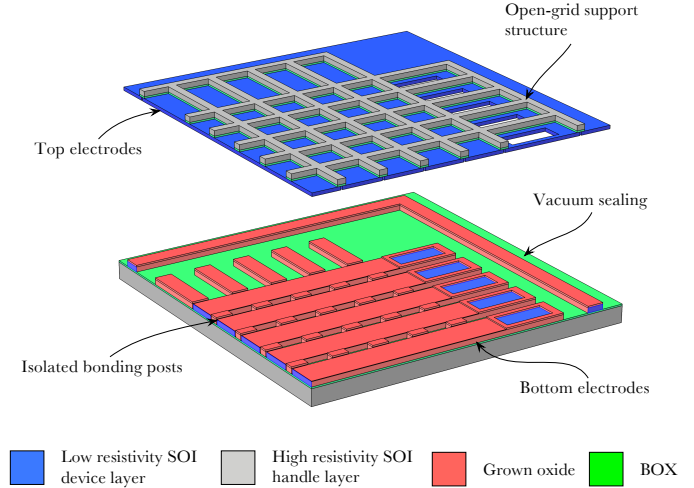 Open-grid support
structure
Top electrodes
Vacuum sealing
Isolated bonding posts
Bottom electrodes
Low resistivity SOI
device layer
High resistivity SOI
handle layer
Grown oxide
BOX